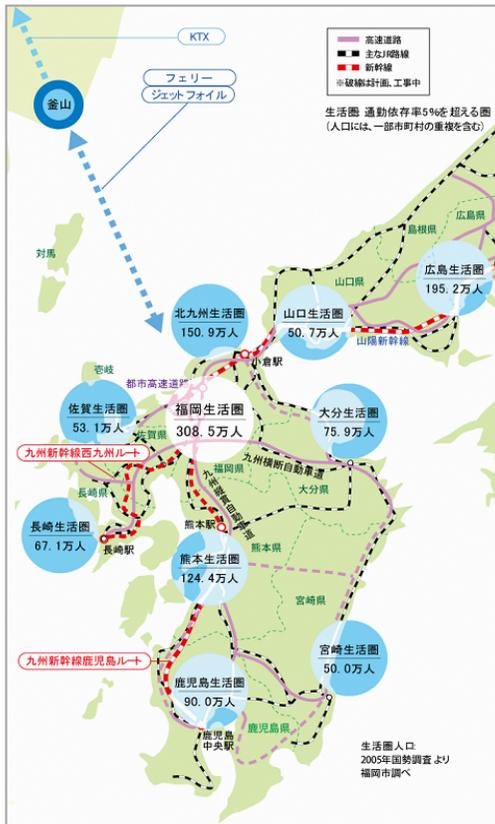 KTX
フェリー
ジェットフォイル
釜山
高速道路
主なJR路線
新幹線
※破線は計画、工事中
生活圏: 通勤依存率5%を超える圏
(人口には、一部市町村の重複を含む)
対馬
島根県
広島県
広島生活圏
195.2万人
山口県
北九州生活圏
150.9万人
山口生活圏
50.7万人
山陽新幹線
小倉駅
壱岐
都市高速道路
佐賀生活圏
53.1万人
佐賀県
福岡生活圏
308.5万人
大分生活圏
75.9万人
九州新幹線西九州ルート
福岡県
九州横断自動車道
大分県
長崎県
長崎生活圏
67.1万人
長崎駅
九州縦貫自動車道
熊本駅
熊本県
熊本生活圏
124.4万人
宮崎県
宮崎生活圏
50.0万人
九州新幹線鹿児島ルート
鹿児島生活圏
90.0万人
鹿児島県
鹿児島
中央駅
生活圏人口:
2005年国勢調査より
福岡市調べ